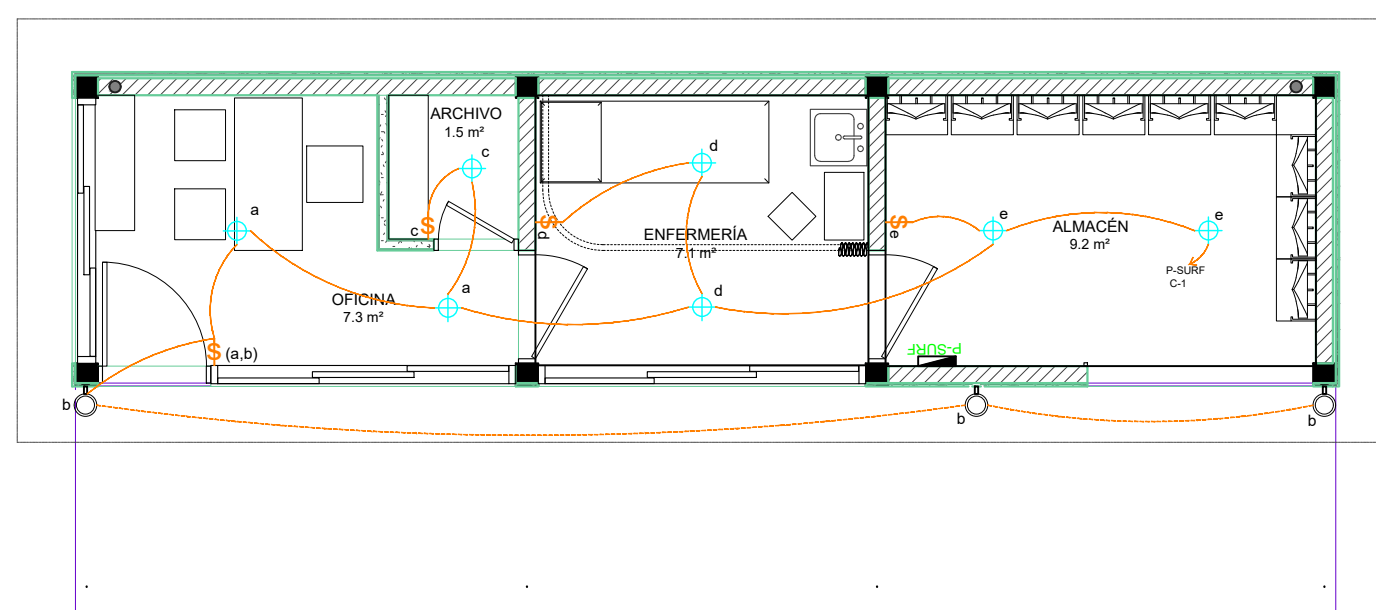 ARCHIVO
1.5 m²
c
d
a
$
c
$
d
ENFERMERÍA
7.1 m²
$
e
e
ALMACÉN
9.2 m²
e
P-SURF
C-1
a
OFICINA
7.3 m²
d
$
(a,b)
P-SURF
b
b
b